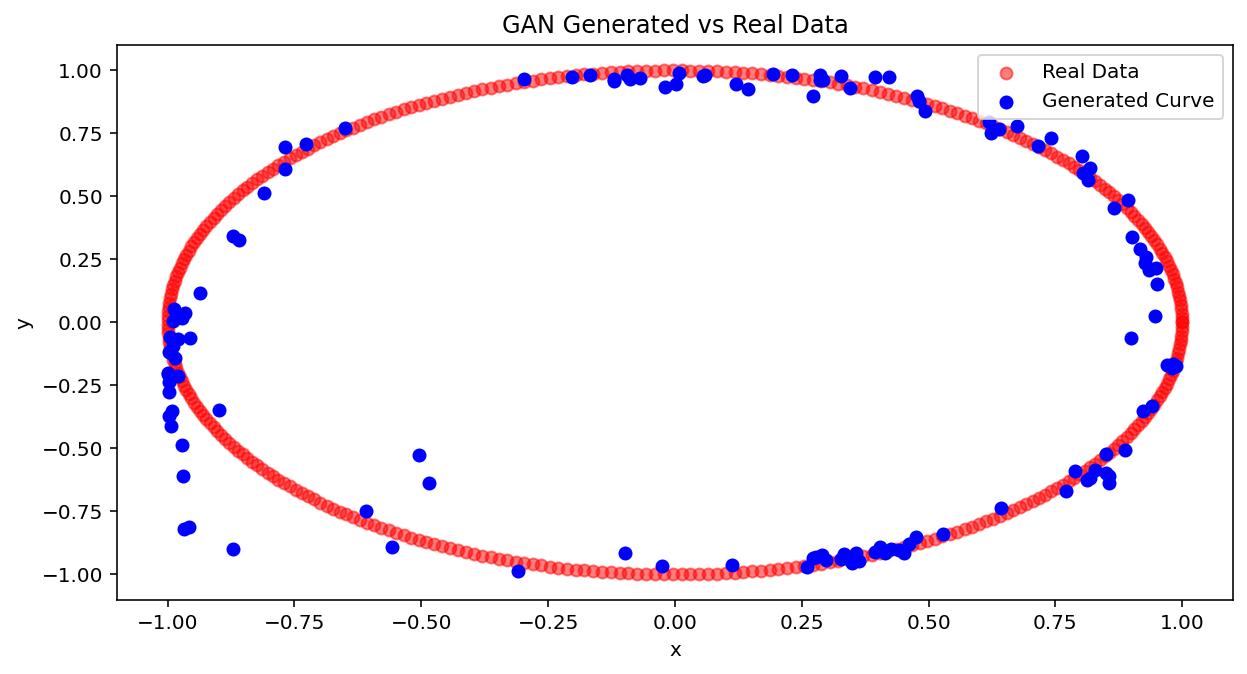 GAN Generated vs Real Data
Real Data
Generated Curve
1.00
0.75
0.50
0.25
0.00
−0.25
−0.50
−0.75
−1.00
y
−1.00 −0.75 −0.50 −0.25 0.00 0.25 0.50 0.75 1.00
x